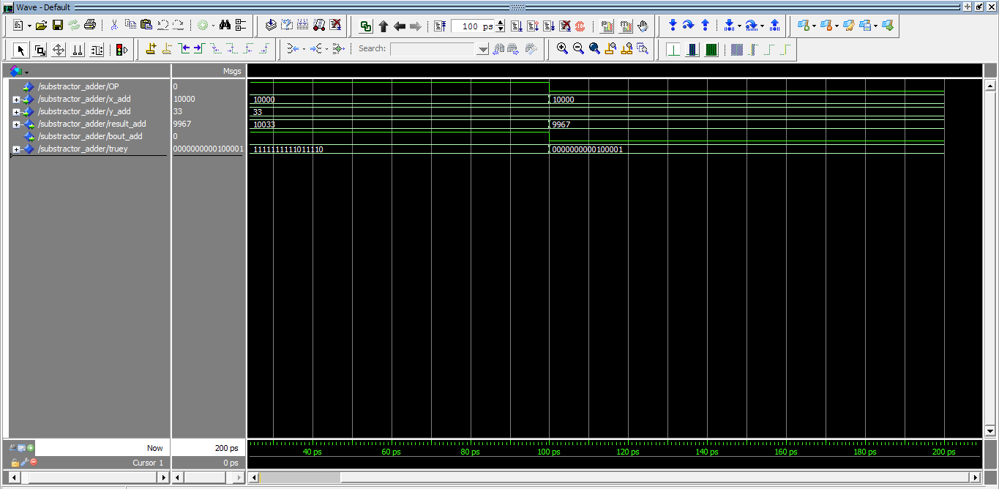 Wave - Default
100 ps
Search:
Msgs
/substractor_adder/OP 0
/substractor_adder/x_add 10000 10000 10000
/substractor_adder/y_add 33 33
/substractor_adder/result_add 9967 10033 9967
/substractor_adder/bout_add 0
/substractor_adder/truey 0000000000100001 1111111111011110 0000000000100001
Now 200 ps
40 ps 60 ps 80 ps 100 ps 120 ps 140 ps 160 ps 180 ps 200 ps
Cursor 1 0 ps